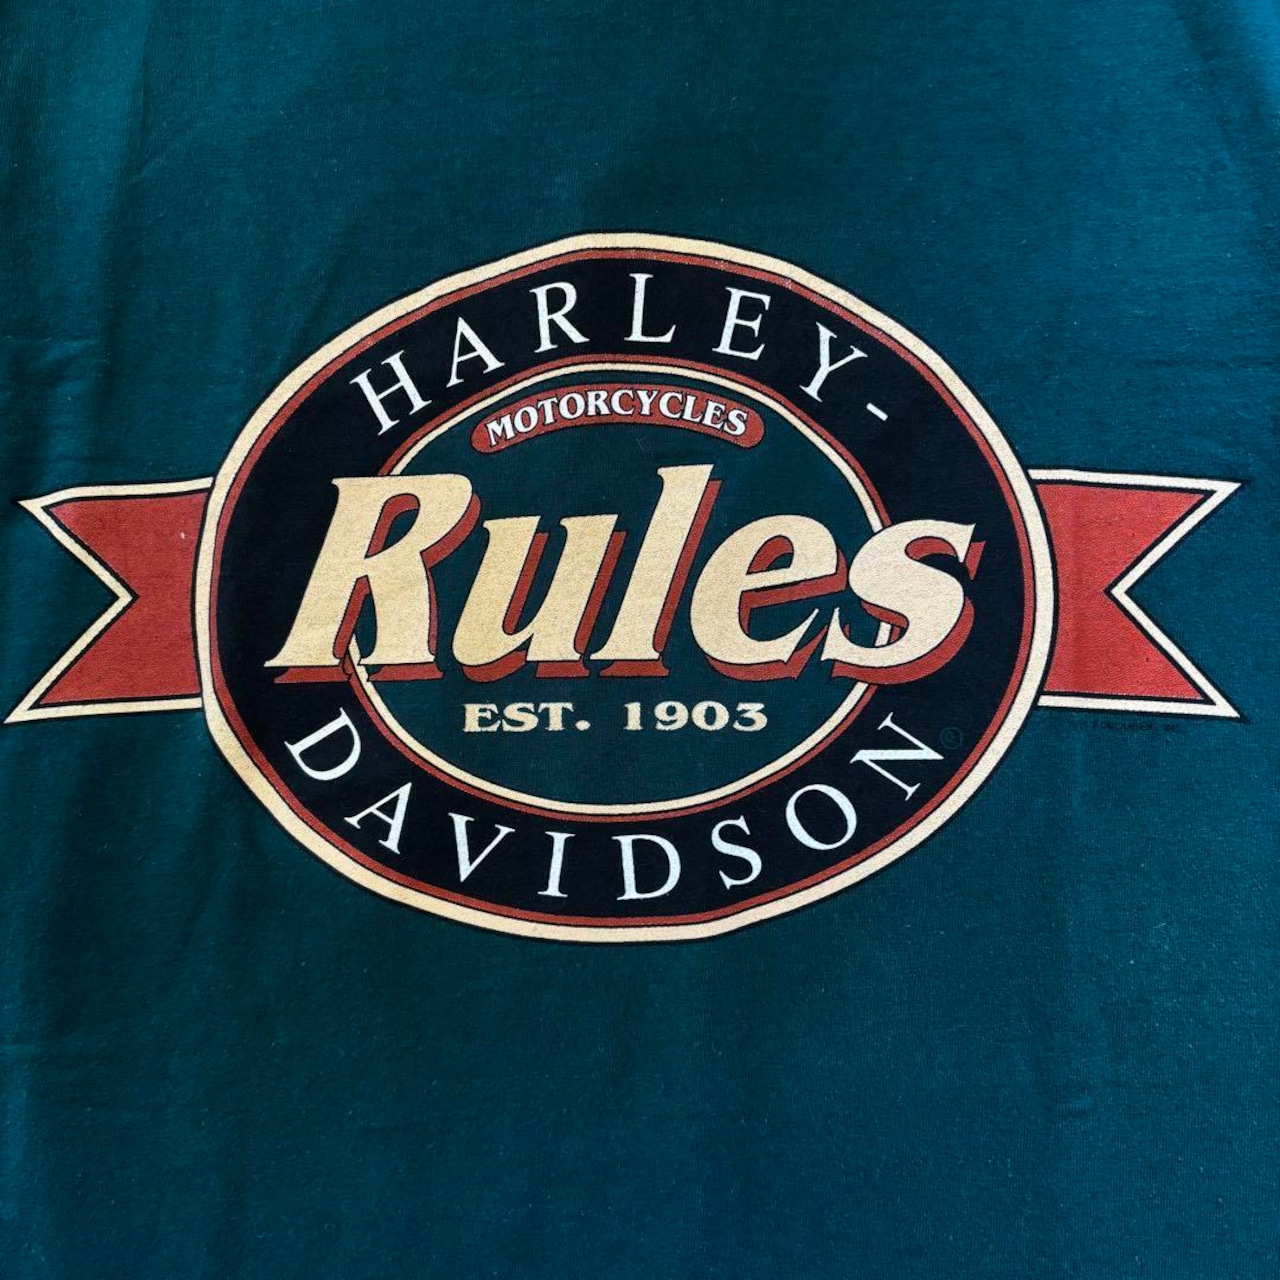 HARLEY-
MOTORCYCLES
Rules
EST. 1903
DAVIDSON ®